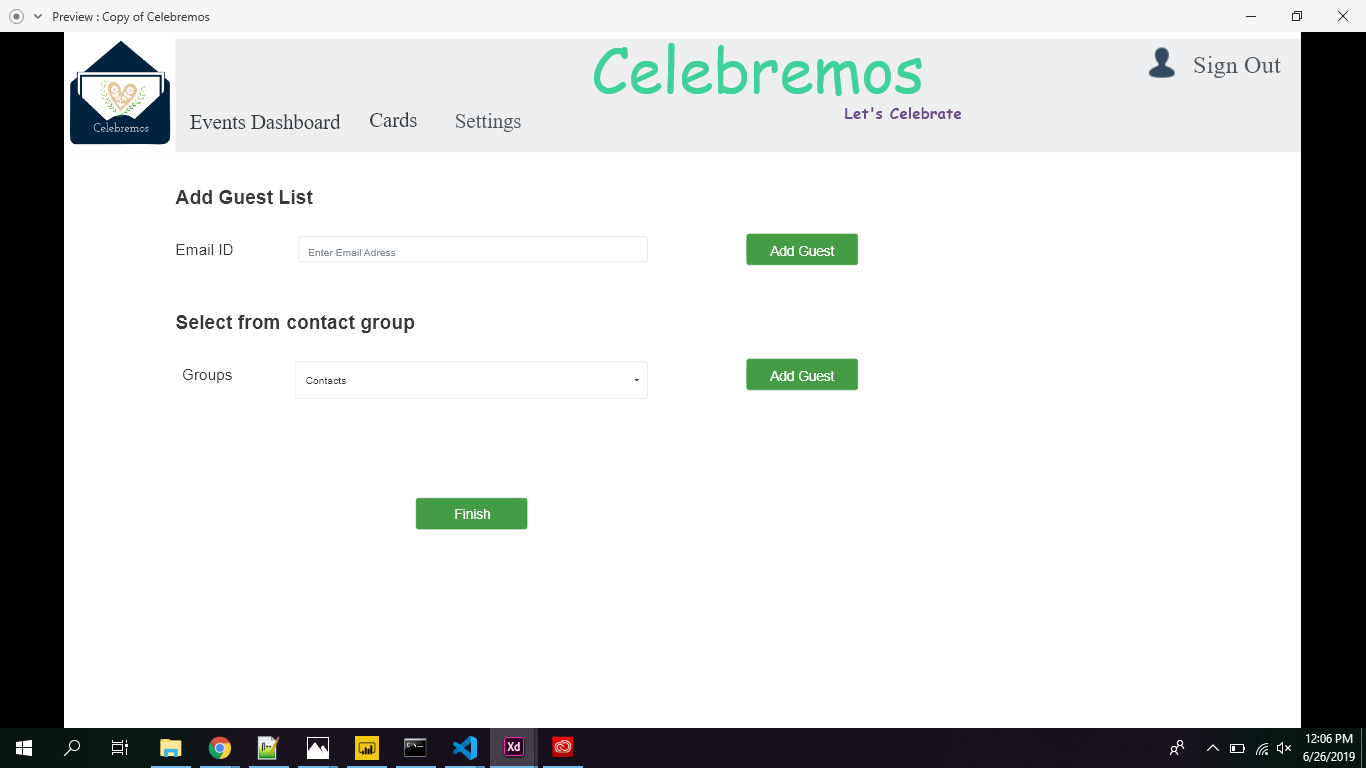 Preview : Copy of Celebremos
Celebremos
Sign Out
Let's Celebrate
Celebremos
Events Dashboard Cards Settings
Add Guest List
Email ID Enter Email Adress Add Guest
Select from contact group
Groups Contacts Add Guest
Finish
Xd
12:06 PM
6/26/2019